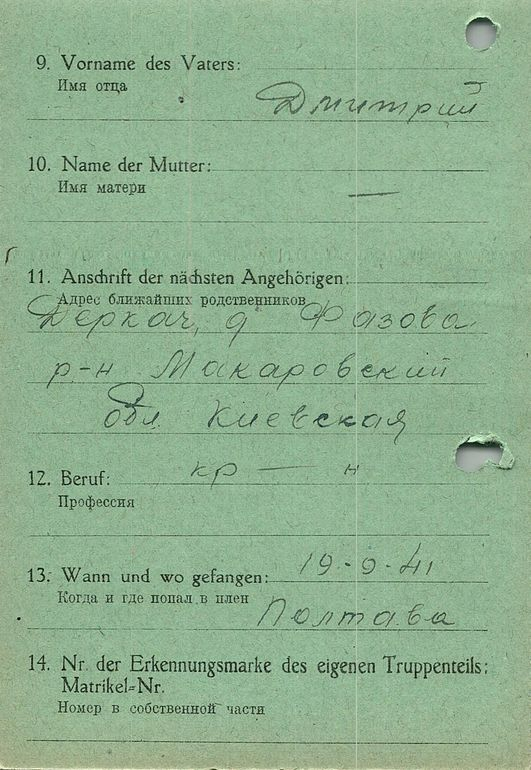 9. Vorname des Vaters:
Имя отца
Дмитрий
10. Name der Mutter:
Имя матери
—
11. Anschrift der nächsten Angehörigen:
Адрес ближайших родственников
Деркач, д Фазова
р-н Макаровский
обл Киевская
12. Beruf: кр — н
Профессия
13. Wann und wo gefangen: 19-9-41
Когда и где попал в плен
Полтава
14. Nr. der Erkennungsmarke des eigenen Truppenteils:
Matrikel-Nr.
Номер в собственной части